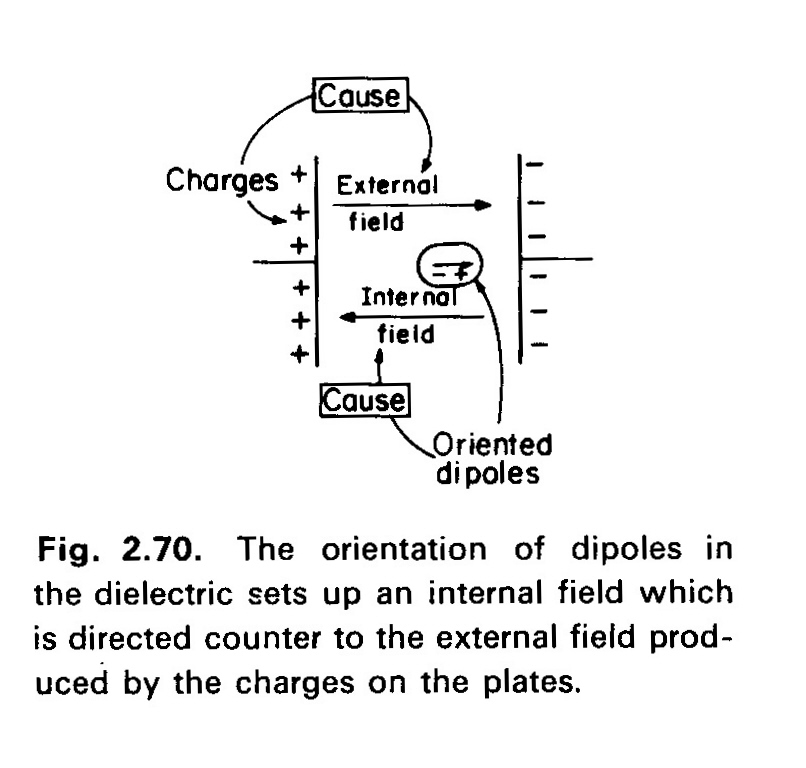 Cause
Charges
+
+
+
+
+
+
External
field
−
−
−
−
−
−
− +
Internal
field
Cause
Oriented
dipoles
Fig. 2.70. The orientation of dipoles in
the dielectric sets up an internal field which
is directed counter to the external field prod-
uced by the charges on the plates.